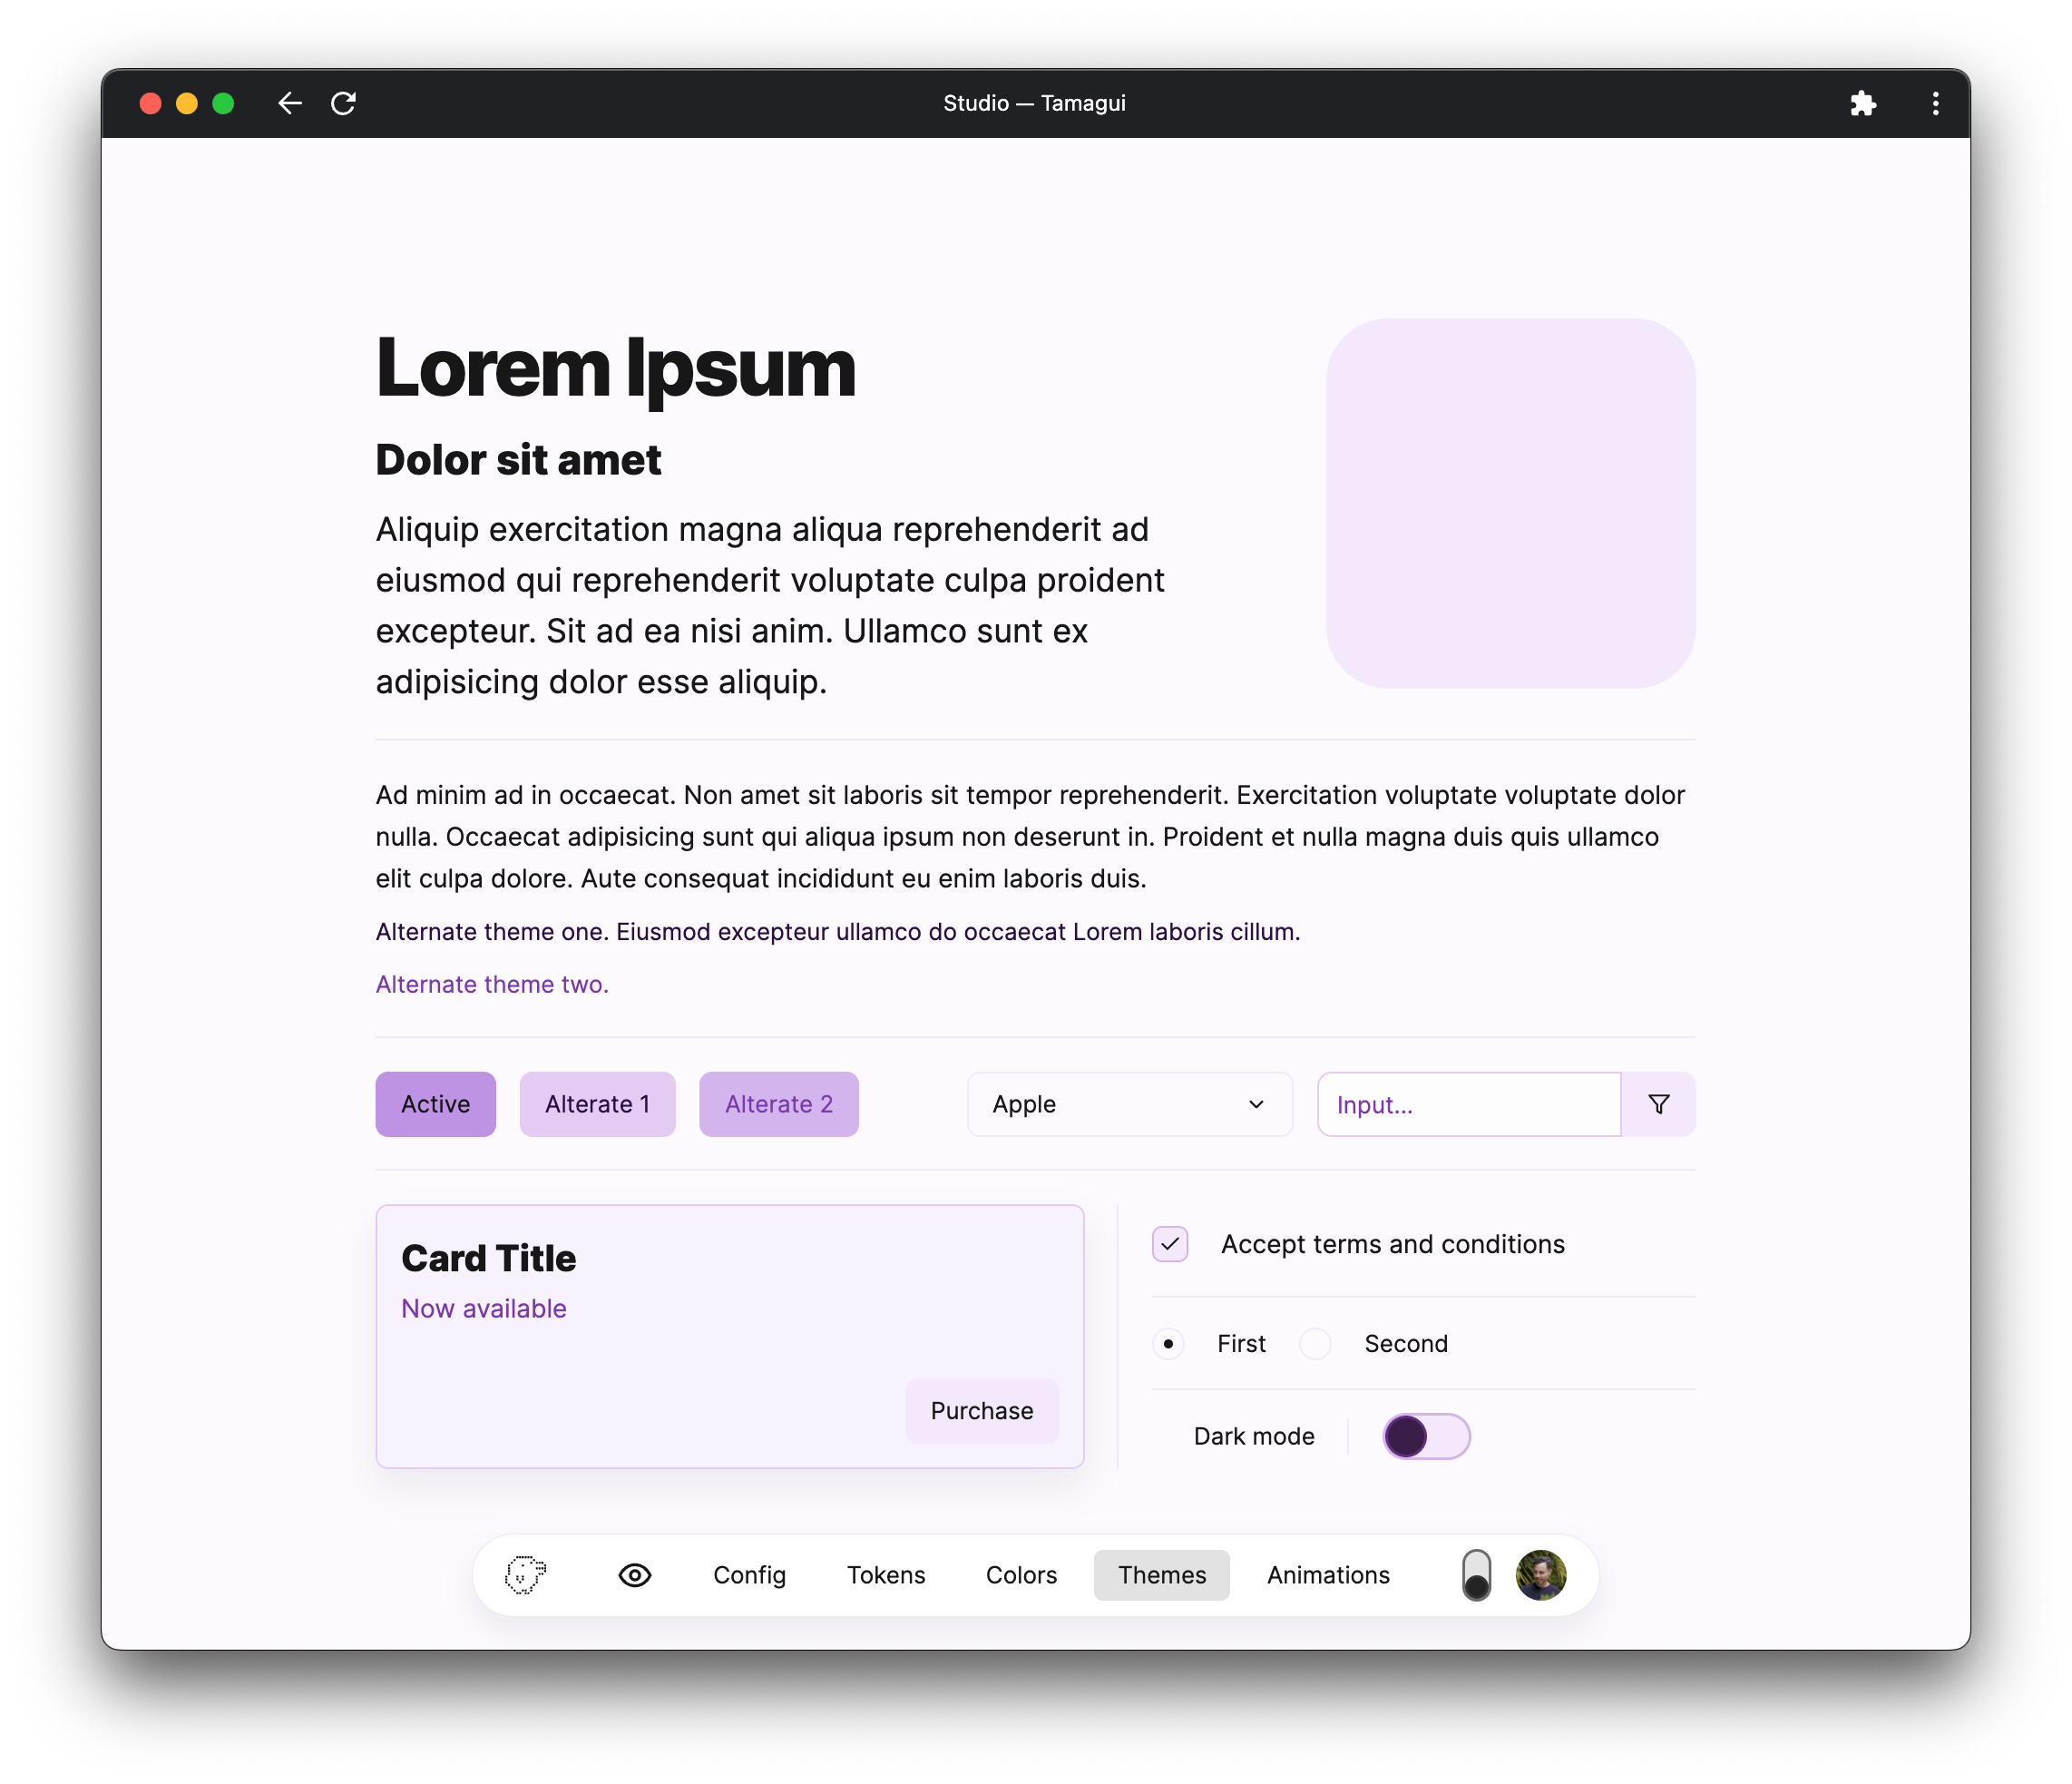 Studio — Tamagui
Lorem Ipsum
Dolor sit amet
Aliquip exercitation magna aliqua reprehenderit ad
eiusmod qui reprehenderit voluptate culpa proident
excepteur. Sit ad ea nisi anim. Ullamco sunt ex
adipisicing dolor esse aliquip.
Ad minim ad in occaecat. Non amet sit laboris sit tempor reprehenderit. Exercitation voluptate voluptate dolor
nulla. Occaecat adipisicing sunt qui aliqua ipsum non deserunt in. Proident et nulla magna duis quis ullamco
elit culpa dolore. Aute consequat incididunt eu enim laboris duis.
Alternate theme one. Eiusmod excepteur ullamco do occaecat Lorem laboris cillum.
Alternate theme two.
Active Alterate 1 Alterate 2 Apple Input...
Card Title
Now available
Purchase
Accept terms and conditions
First Second
Dark mode
Config Tokens Colors Themes Animations